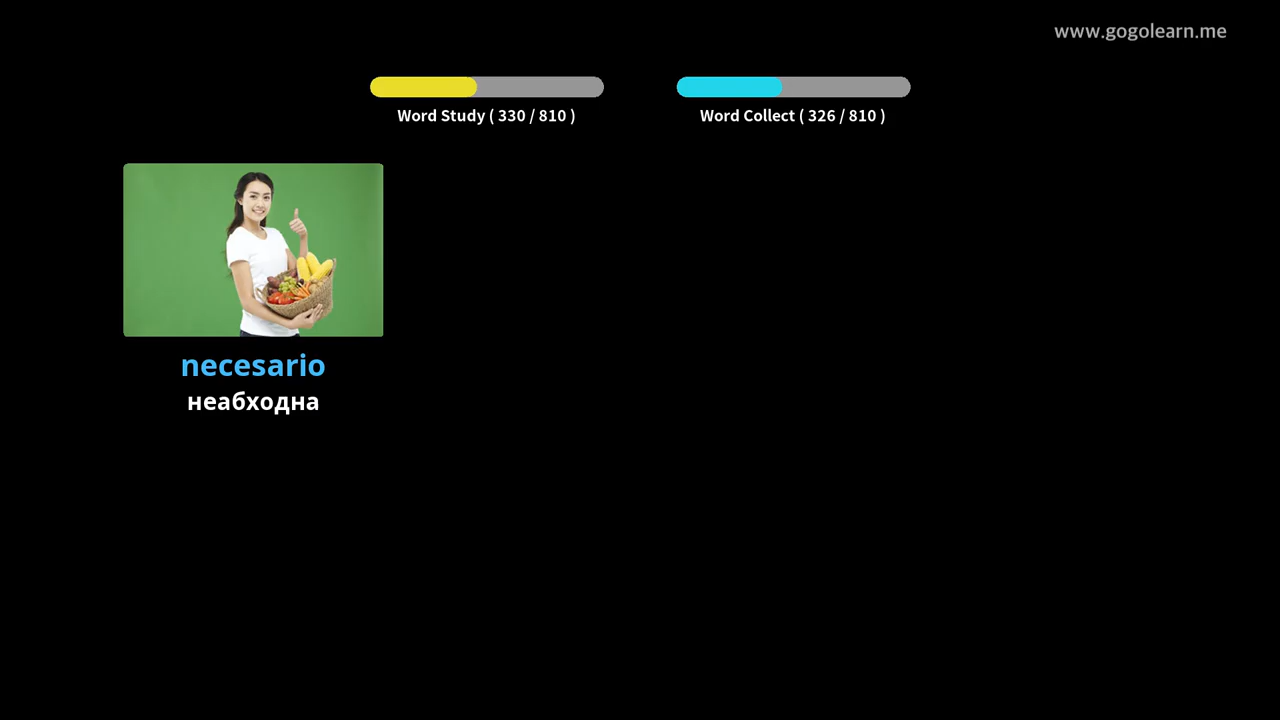 www.gogolearn.me
Word Study ( 330 / 810 )
Word Collect ( 326 / 810 )
necesario
неабходна